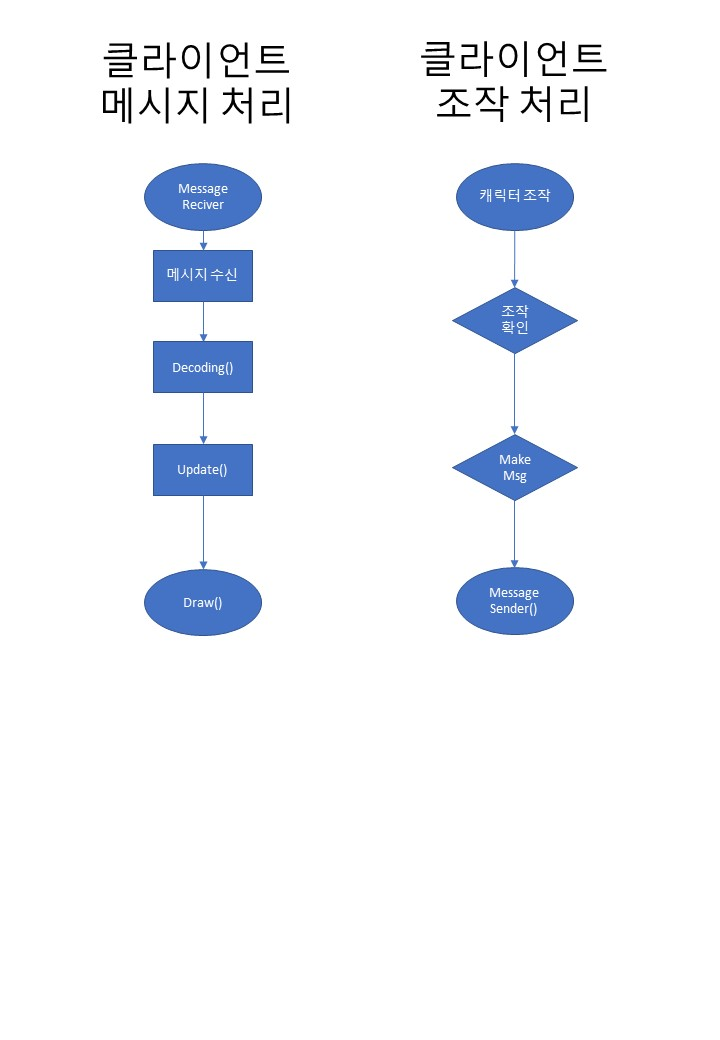 클라이언트
메시지 처리
Message
Reciver
메시지 수신
Decoding()
Update()
Draw()
클라이언트
조작 처리
캐릭터 조작
조작
확인
Make
Msg
Message
Sender()